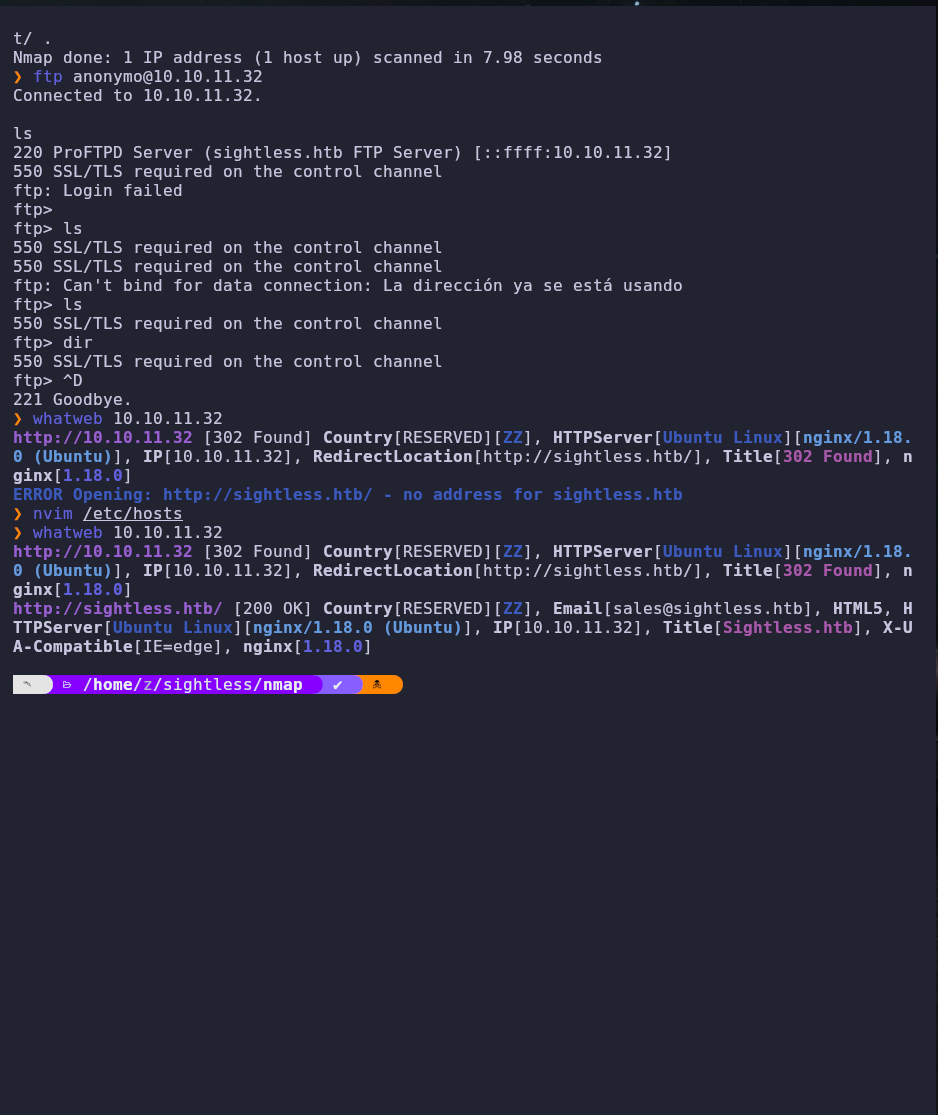 t/ .
Nmap done: 1 IP address (1 host up) scanned in 7.98 seconds
❯ ftp anonymo@10.10.11.32
Connected to 10.10.11.32.
ls
220 ProFTPD Server (sightless.htb FTP Server) [::ffff:10.10.11.32]
550 SSL/TLS required on the control channel
ftp: Login failed
ftp>
ftp> ls
550 SSL/TLS required on the control channel
550 SSL/TLS required on the control channel
ftp: Can't bind for data connection: La dirección ya se está usando
ftp> ls
550 SSL/TLS required on the control channel
ftp> dir
550 SSL/TLS required on the control channel
ftp> ^D
221 Goodbye.
❯ whatweb 10.10.11.32
http://10.10.11.32 [302 Found] Country[RESERVED][ZZ], HTTPServer[Ubuntu Linux][nginx/1.18.
0 (Ubuntu)], IP[10.10.11.32], RedirectLocation[http://sightless.htb/], Title[302 Found], n
ginx[1.18.0]
ERROR Opening: http://sightless.htb/ - no address for sightless.htb
❯ nvim /etc/hosts
❯ whatweb 10.10.11.32
http://10.10.11.32 [302 Found] Country[RESERVED][ZZ], HTTPServer[Ubuntu Linux][nginx/1.18.
0 (Ubuntu)], IP[10.10.11.32], RedirectLocation[http://sightless.htb/], Title[302 Found], n
ginx[1.18.0]
http://sightless.htb/ [200 OK] Country[RESERVED][ZZ], Email[sales@sightless.htb], HTML5, H
TTPServer[Ubuntu Linux][nginx/1.18.0 (Ubuntu)], IP[10.10.11.32], Title[Sightless.htb], X-U
A-Compatible[IE=edge], nginx[1.18.0]
/home/z/sightless/nmap ✔